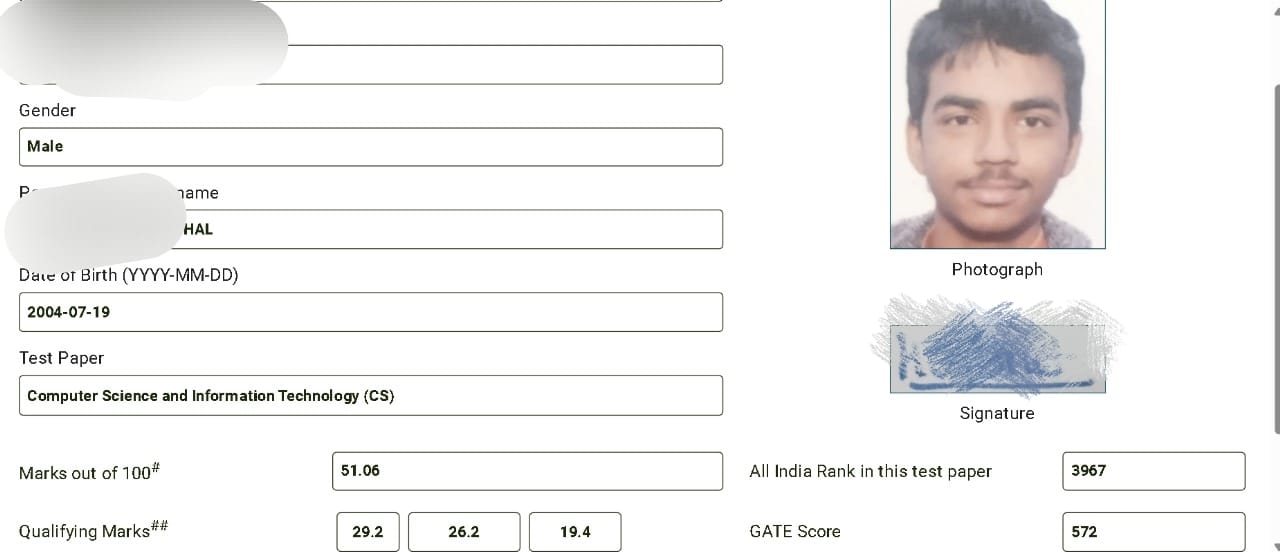 Gender
Male
name
HAL
Date of Birth (YYYY-MM-DD)
2004-07-19
Photograph
Test Paper
Computer Science and Information Technology (CS)
Signature
Marks out of 100#
51.06
All India Rank in this test paper
3967
Qualifying Marks##
29.2
26.2
19.4
GATE Score
572